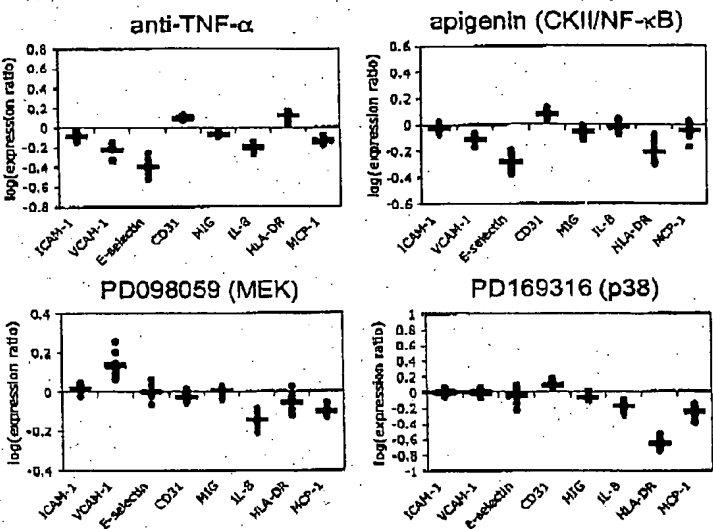 anti-TNF-α
log(expression ratio)
0.8
0.6
0.4
0.2
0
-0.2
-0.4
-0.6
-0.8
ICAM-1
VCAM-1
E-selectin
CD31
MIG
IL-8
HLA-DR
MCP-1
apigenin (CKII/NF-κB)
log(expression ratio)
0.6
0.4
0.2
0
-0.2
-0.4
-0.6
ICAM-1
VCAM-1
E-selectin
CD31
MIG
IL-8
HLA-DR
MCP-1
PD098059 (MEK)
log(expression ratio)
0.4
0.2
0
-0.2
-0.4
ICAM-1
VCAM-1
E-selectin
CD31
MIG
IL-8
HLA-DR
MCP-1
PD169316 (p38)
log(expression ratio)
1
0.8
0.6
0.4
0.2
0
-0.2
-0.4
-0.6
-0.8
-1
ICAM-1
VCAM-1
E-selectin
CD31
MIG
IL-8
HLA-DR
MCP-1